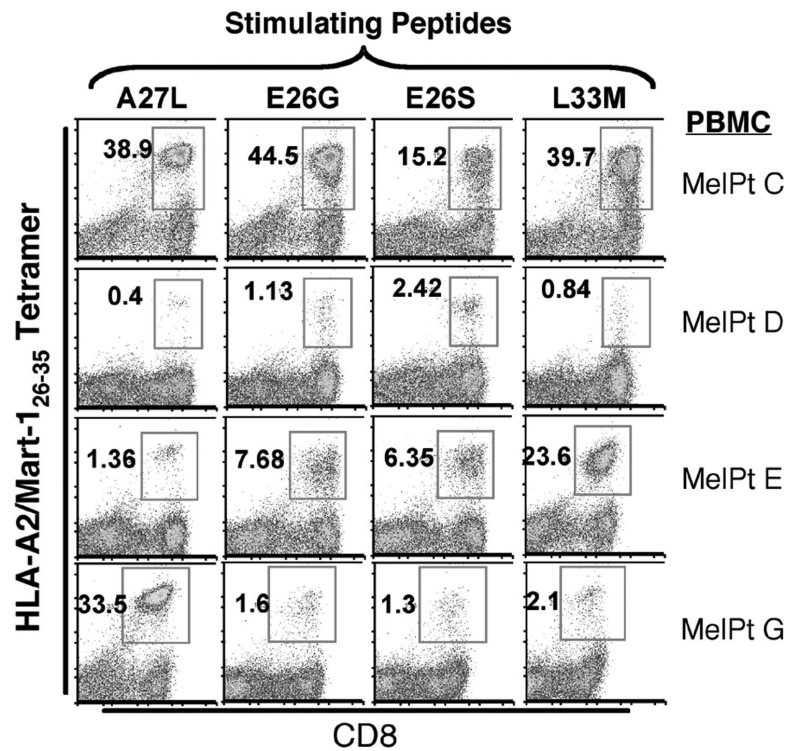 Stimulating Peptides
A27L E26G E26S L33M
PBMC
38.9 44.5 15.2 39.7 MelPt C
0.4 1.13 2.42 0.84 MelPt D
1.36 7.68 6.35 23.6 MelPt E
33.5 1.6 1.3 2.1 MelPt G
HLA-A2/Mart-1 26-35 Tetramer
CD8